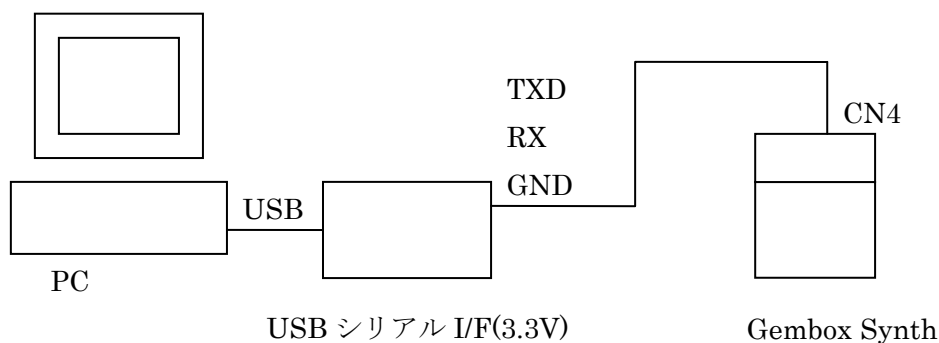 TXD
RX
GND
CN4
USB
PC
USB シリアル I/F(3.3V)
Gembox Synth